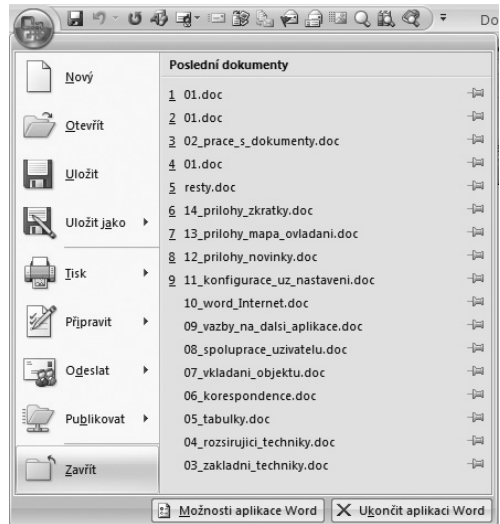 Do
Nový
Otevřít
Uložit
Uložit jako
Tisk
Připravit
Odeslat
Publikovat
Zavřít
Poslední dokumenty
1 01.doc
2 01.doc
3 02_prace_s_dokumenty.doc
4 01.doc
5 resty.doc
6 14_prilohy_zkratky.doc
7 13_prilohy_mapa_ovladani.doc
8 12_prilohy_novinky.doc
9 11_konfigurace_uz_nastaveni.doc
10_word_Internet.doc
09_vazby_na_dalsi_aplikace.doc
08_spoluprace_uzivatelu.doc
07_vkladani_objektu.doc
06_korespondence.doc
05_tabulky.doc
04_rozsirujici_techniky.doc
03_zakladni_techniky.doc
Možnosti aplikace Word
Ukončit aplikaci Word